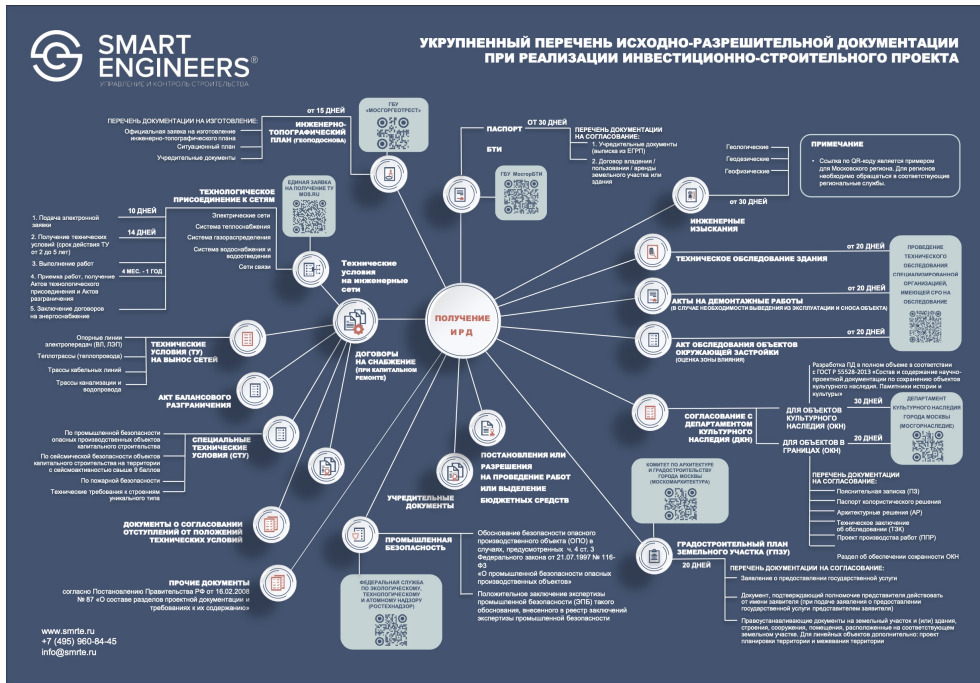 SMART
ENGINEERS®
УПРАВЛЕНИЕ И КОНТРОЛЬ СТРОИТЕЛЬСТВА
УКРУПНЕННЫЙ ПЕРЕЧЕНЬ ИСХОДНО-РАЗРЕШИТЕЛЬНОЙ ДОКУМЕНТАЦИИ
ПРИ РЕАЛИЗАЦИИ ИНВЕСТИЦИОННО-СТРОИТЕЛЬНОГО ПРОЕКТА
от 15 ДНЕЙ
ПЕРЕЧЕНЬ ДОКУМЕНТАЦИИ НА ИЗГОТОВЛЕНИЕ:
Официальная заявка на изготовление
инженерно-топографического плана
Ситуационный план
Учредительные документы
ИНЖЕНЕРНО-
ТОПОГРАФИЧЕСКИЙ
ПЛАН (ГЕОПОДОСНОВА)
ГБУ
«МОСГОРГЕОТРЕСТ»
ПАСПОРТ
БТИ
ОТ 30 ДНЕЙ
ПЕРЕЧЕНЬ ДОКУМЕНТАЦИИ
НА СОГЛАСОВАНИЕ:
1. Учредительные документы
(выписка из ЕГРП)
2. Договор владения /
пользования / аренды
земельного участка или
здания
ГБУ МосгорБТИ
Геологические
Геодезические
Геофизические
от 30 ДНЕЙ
ИНЖЕНЕРНЫЕ
ИЗЫСКАНИЯ
ПРИМЕЧАНИЕ
• Ссылка по QR-коду является примером
для Московского региона. Для регионов
необходимо обращаться в соответствующие
региональные службы.
ТЕХНОЛОГИЧЕСКОЕ
ПРИСОЕДИНЕНИЕ К СЕТЯМ
ЕДИНАЯ ЗАЯВКА
НА ПОЛУЧЕНИЕ ТУ
MOS.RU
10 ДНЕЙ
1. Подача электронной
заявки
14 ДНЕЙ
2. Получение технических
условий (срок действия ТУ
от 2 до 5 лет)
3. Выполнение работ
4 МЕС. - 1 ГОД
4. Приемка работ, получение
Актов технологического
присоединения и Актов
разграничения
5. Заключение договоров
на энергоснабжение
Электрические сети
Система теплоснабжения
Система газораспределения
Система водоснабжения и
водоотведения
Сети связи
Технические
условия
на инженерные
сети
ПОЛУЧЕНИЕ
ИРД
от 20 ДНЕЙ
ТЕХНИЧЕСКОЕ ОБСЛЕДОВАНИЕ ЗДАНИЯ
от 20 ДНЕЙ
АКТЫ НА ДЕМОНТАЖНЫЕ РАБОТЫ
(В СЛУЧАЕ НЕОБХОДИМОСТИ ВЫВЕДЕНИЯ ИЗ ЭКСПЛУАТАЦИИ И СНОСА ОБЪЕКТА)
от 20 ДНЕЙ
АКТ ОБСЛЕДОВАНИЯ ОБЪЕКТОВ
ОКРУЖАЮЩЕЙ ЗАСТРОЙКИ
(ОЦЕНКА ЗОНЫ ВЛИЯНИЯ)
ПРОВЕДЕНИЕ
ТЕХНИЧЕСКОГО
ОБСЛЕДОВАНИЯ
СПЕЦИАЛИЗИРОВАННОЙ
ОРГАНИЗАЦИЕЙ,
ИМЕЮЩЕЙ СРО НА
ОБСЛЕДОВАНИЕ
Опорные линии
электропередач (ВЛ, ЛЭП)
Теплотрассы (теплопровода)
Трассы кабельных линий
Трассы канализации и
водопровода
ТЕХНИЧЕСКИЕ
УСЛОВИЯ (ТУ)
НА ВЫНОС СЕТЕЙ
ДОГОВОРЫ
НА СНАБЖЕНИЕ
(ПРИ КАПИТАЛЬНОМ
РЕМОНТЕ)
АКТ БАЛАНСОВОГО
РАЗГРАНИЧЕНИЯ
Разработка ПД в полном объеме в соответствии
с ГОСТ Р 55528-2013 «Состав и содержание научно-
проектной документации по сохранению объектов
культурного наследия. Памятники истории и
культуры»
СОГЛАСОВАНИЕ С
ДЕПАРТАМЕНТОМ
КУЛЬТУРНОГО
НАСЛЕДИЯ (ДКН)
30 ДНЕЙ
ДЛЯ ОБЪЕКТОВ
КУЛЬТУРНОГО
НАСЛЕДИЯ (ОКН)
20 ДНЕЙ
ДЛЯ ОБЪЕКТОВ В
ГРАНИЦАХ (ОКН)
ДЕПАРТАМЕНТ
КУЛЬТУРНОГО НАСЛЕДИЯ
ГОРОДА МОСКВЫ
(МОСГОРНАСЛЕДИЕ)
По промышленной безопасности
опасных производственных объектов
капитального строительства
По сейсмической безопасности объектов
капитального строительства на территории
с сейсмоактивностью свыше 9 баллов
По пожарной безопасности
Технические требования к строениям
уникального типа
СПЕЦИАЛЬНЫЕ
ТЕХНИЧЕСКИЕ
УСЛОВИЯ (СТУ)
ПОСТАНОВЛЕНИЯ ИЛИ
РАЗРЕШЕНИЯ
НА ПРОВЕДЕНИЕ РАБОТ
ИЛИ ВЫДЕЛЕНИЕ
БЮДЖЕТНЫХ СРЕДСТВ
УЧРЕДИТЕЛЬНЫЕ
ДОКУМЕНТЫ
КОМИТЕТ ПО АРХИТЕКТУРЕ
И ГРАДОСТРОИТЕЛЬСТВУ
ГОРОДА МОСКВЫ
(МОСКОМАРХИТЕКТУРА)
ПЕРЕЧЕНЬ ДОКУМЕНТАЦИИ
НА СОГЛАСОВАНИЕ:
Пояснительная записка (ПЗ)
Паспорт колористического решения
Архитектурные решения (АР)
Техническое заключение
об обследовании (ТЗК)
Проект производства работ (ППР)
Раздел об обеспечении сохранности ОКН
ДОКУМЕНТЫ О СОГЛАСОВАНИИ
ОТСТУПЛЕНИЙ ОТ ПОЛОЖЕНИЙ
ТЕХНИЧЕСКИХ УСЛОВИЙ
ПРОМЫШЛЕННАЯ
БЕЗОПАСНОСТЬ
Обоснование безопасности опасного
производственного объекта (ОПО) в
случаях, предусмотренных ч. 4 ст. 3
Федерального закона от 21.07.1997 № 116-
ФЗ
«О промышленной безопасности опасных
производственных объектов»
Положительное заключение экспертизы
промышленной безопасности (ЭПБ) такого
обоснования, внесенного в реестр заключений
экспертизы промышленной безопасности
ФЕДЕРАЛЬНАЯ СЛУЖБА
ПО ЭКОЛОГИЧЕСКОМУ,
ТЕХНОЛОГИЧЕСКОМУ
И АТОМНОМУ НАДЗОРУ
(РОСТЕХНАДЗОР)
ГРАДОСТРОИТЕЛЬНЫЙ ПЛАН
ЗЕМЕЛЬНОГО УЧАСТКА (ГПЗУ)
20 ДНЕЙ
ПЕРЕЧЕНЬ ДОКУМЕНТАЦИИ НА СОГЛАСОВАНИЕ:
Заявление о предоставлении государственной услуги
Документ, подтверждающий полномочие представителя действовать
от имени заявителя (при подаче заявления о предоставлении
государственной услуги представителем заявителя)
Правоустанавливающие документы на земельный участок и (или) здания,
строения, сооружения, помещения, расположенные на соответствующем
земельном участке. Для линейных объектов дополнительно: проект
планировки территории и межевания территории
ПРОЧИЕ ДОКУМЕНТЫ
согласно Постановлению Правительства РФ от 16.02.2008
№ 87 «О составе разделов проектной документации и
требованиях к их содержанию»
www.smrte.ru
+7 (495) 960-84-45
info@smrte.ru